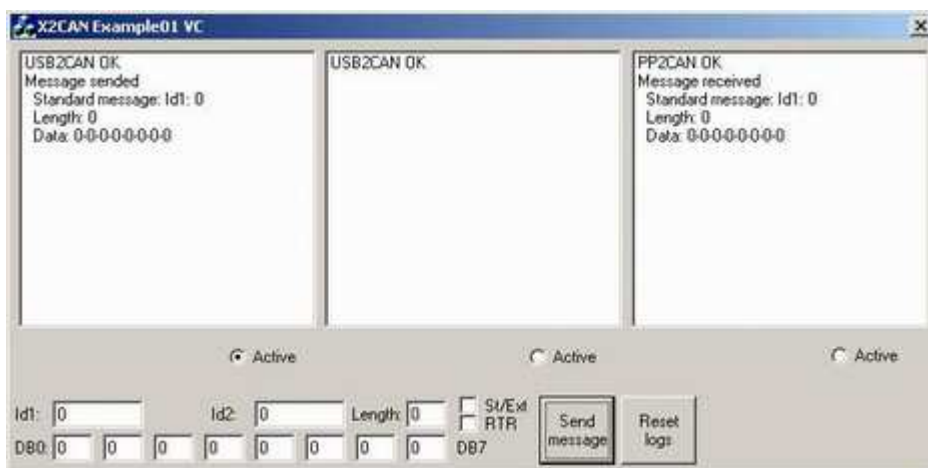 X2CAN Example01 VC
USB2CAN OK
Message sended
Standard message: Id1: 0
Length: 0
Data: 0-0-0-0-0-0-0-0
USB2CAN OK
PP2CAN OK
Message received
Standard message: Id1: 0
Length: 0
Data: 0-0-0-0-0-0-0-0
Active
Active
Active
Id1: 0
Id2: 0
Length: 0
St/Ext
RTR
DB0: 0 0 0 0 0 0 0 0 DB7
Send
message
Reset
logs